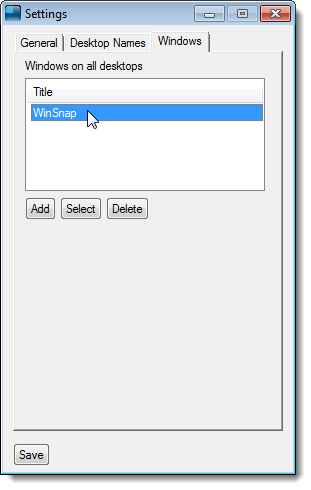 Settings
General Desktop Names Windows
Windows on all desktops
Title
WinSnap
Add Select Delete
Save